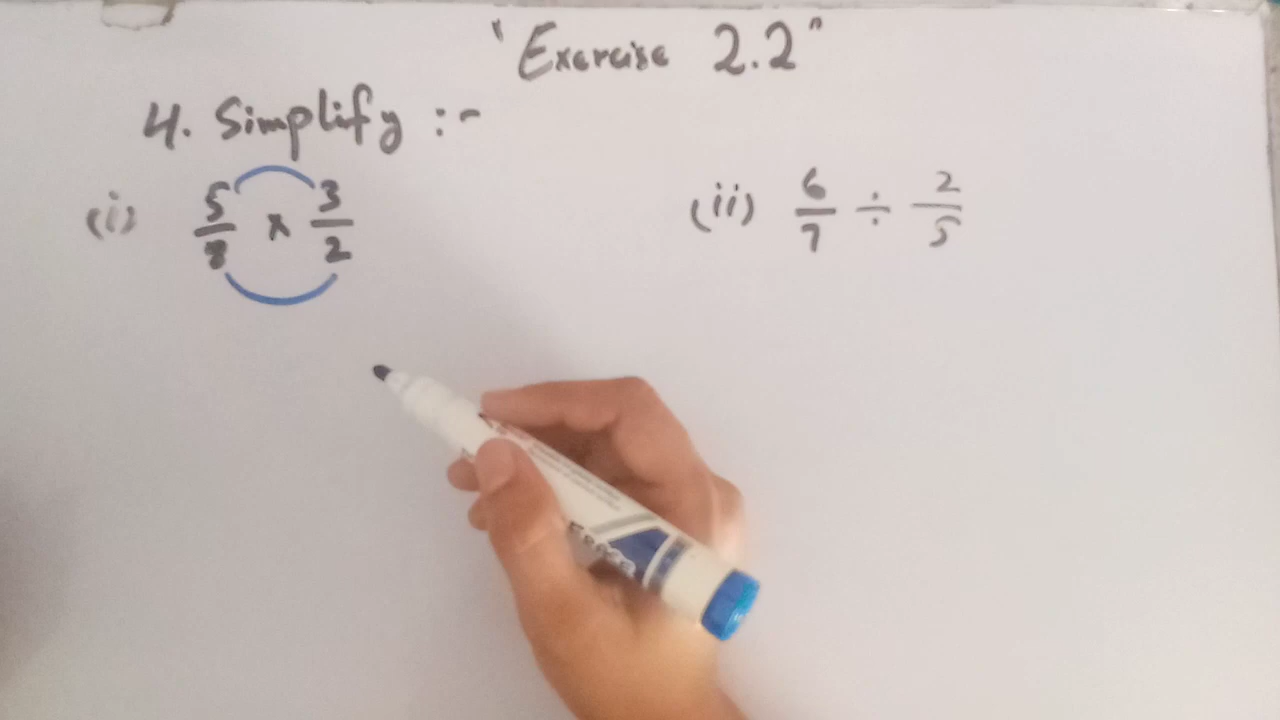 "Exercise 2.2"
4. Simplify :-
(i) 5/8 x 3/2
(ii) 6/7 ÷ 2/5